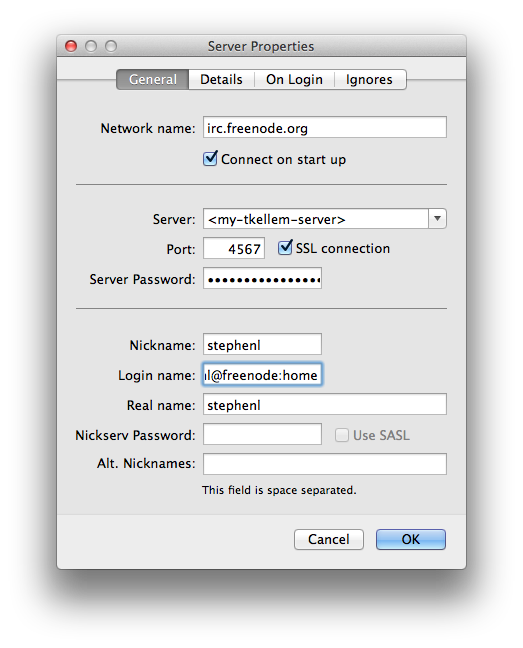 Server Properties
General Details On Login Ignores
Network name: irc.freenode.org
Connect on start up
Server: <my-tkellem-server>
Port: 4567 SSL connection
Server Password: ••••••••••••••••
Nickname: stephenl
Login name: l@freenode:home
Real name: stephenl
Nickserv Password: Use SASL
Alt. Nicknames:
This field is space separated.
Cancel OK